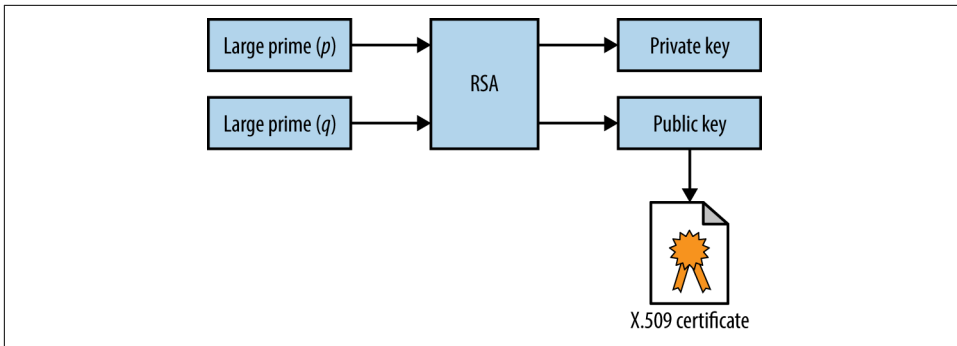 Large prime (p)
Private key
RSA
Large prime (q)
Public key
X.509 certificate